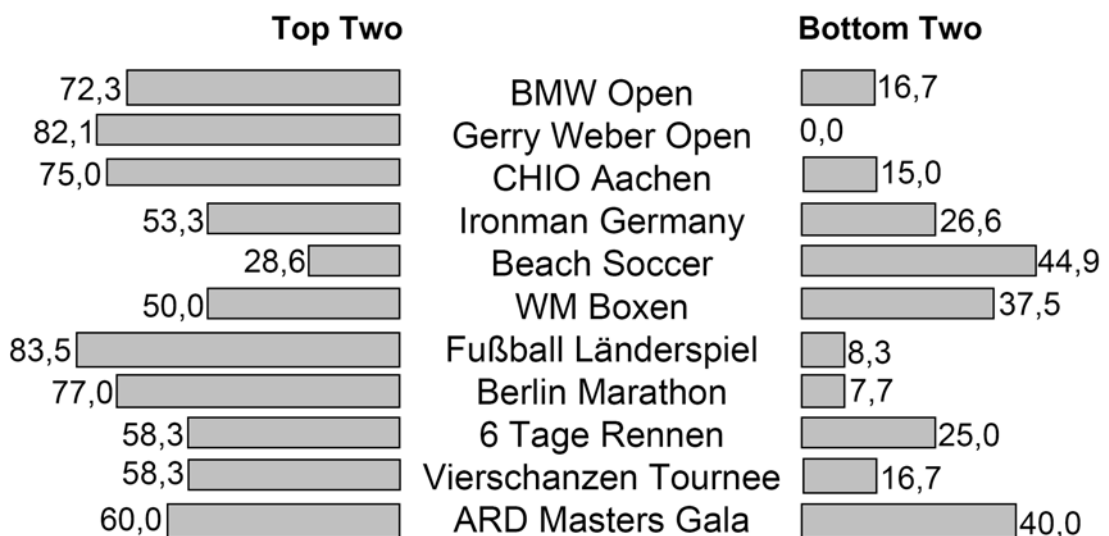 Top Two Bottom Two
72,3 BMW Open 16,7
82,1 Gerry Weber Open 0,0
75,0 CHIO Aachen 15,0
53,3 Ironman Germany 26,6
28,6 Beach Soccer 44,9
50,0 WM Boxen 37,5
83,5 Fußball Länderspiel 8,3
77,0 Berlin Marathon 7,7
58,3 6 Tage Rennen 25,0
58,3 Vierschanzen Tournee 16,7
60,0 ARD Masters Gala 40,0